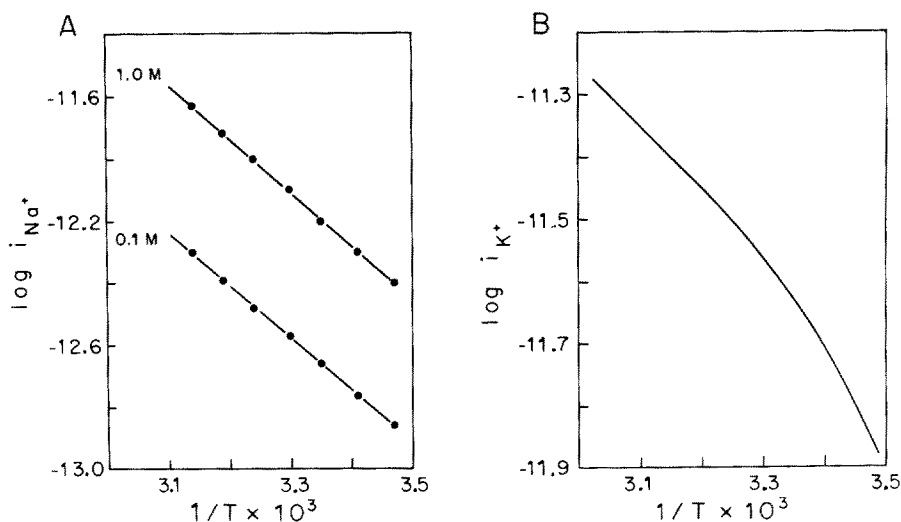 A
1.0 M
0.1 M
-11.6
-12.2
-12.6
-13.0
log i Na+
3.1
3.3
3.5
1/T × 10³
B
-11.3
-11.5
-11.7
-11.9
log i K+
3.1
3.3
3.5
1/T × 10³